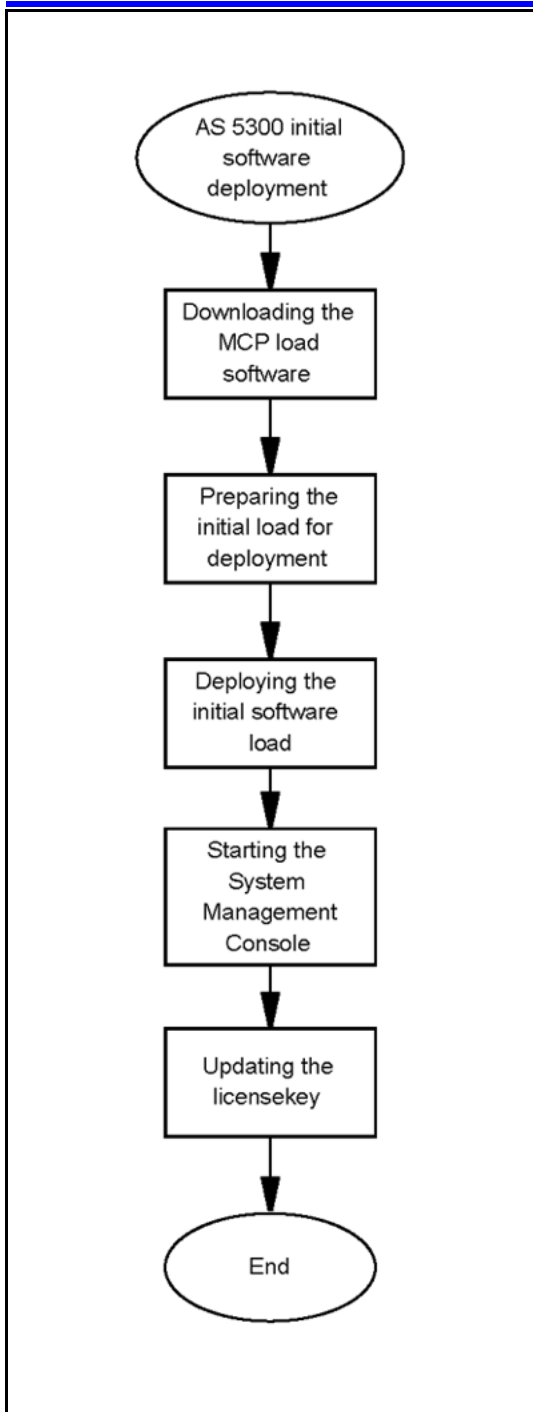 AS 5300 initial
software
deployment
Downloading the
MCP load
software
Preparing the
initial load for
deployment
Deploying the
initial software
load
Starting the
System
Management
Console
Updating the
licensekey
End